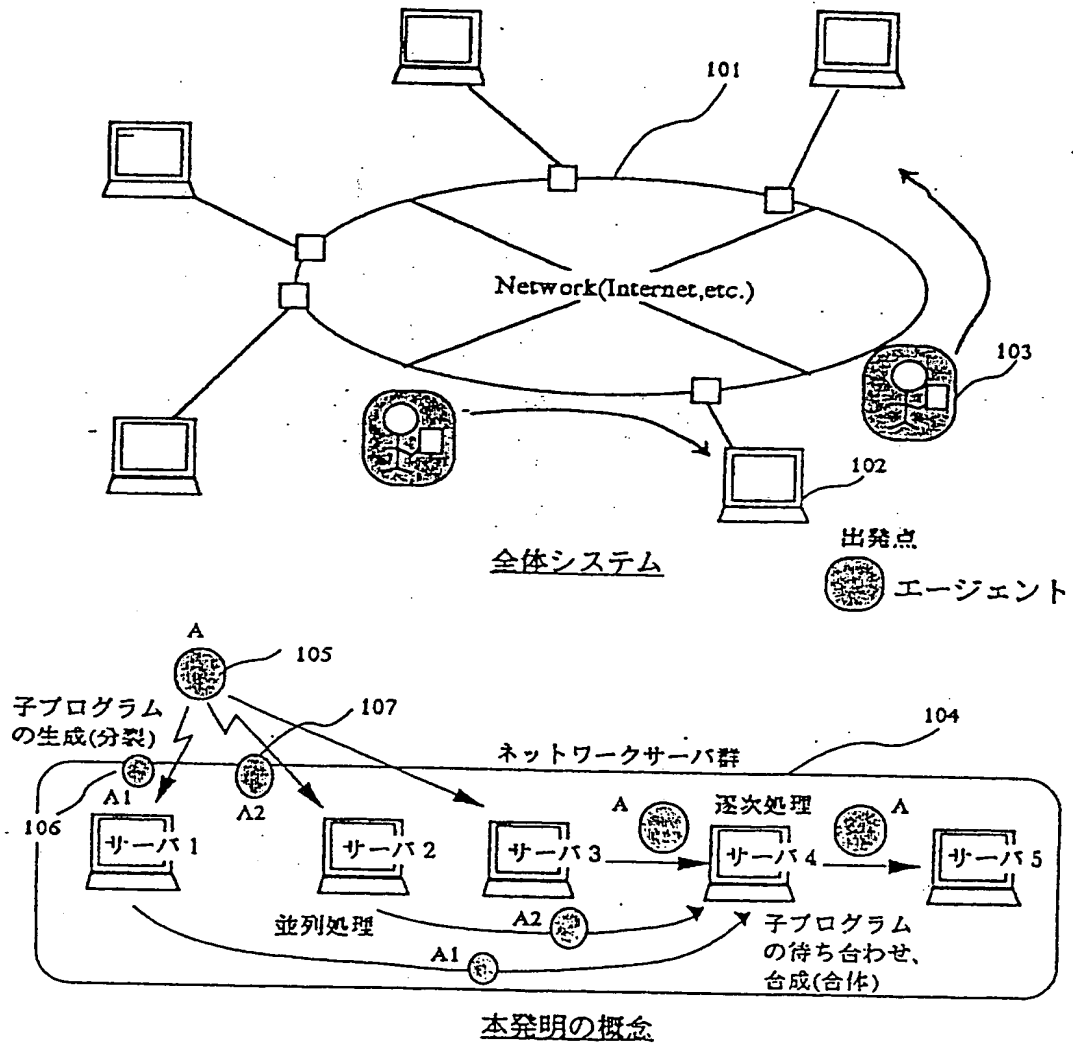 101
Network(Internet,etc.)
103
102
出発点
全体システム
エージェント
A
105
子プログラム
の生成(分裂)
107
104
ネットワークサーバ群
106
A1
A2
A
逐次処理
A
サーバ1
サーバ2
サーバ3
サーバ4
サーバ5
並列処理
A2
A1
子プログラム
の待ち合わせ、
台成(合体)
本発明の概念